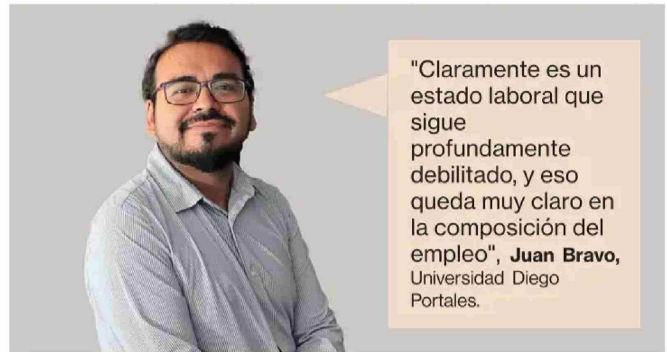 "Claramente es un
estado laboral que
sigue
profundamente
debilitado, y eso
queda muy claro en
la composición del
empleo", Juan Bravo,
Universidad Diego
Portales.